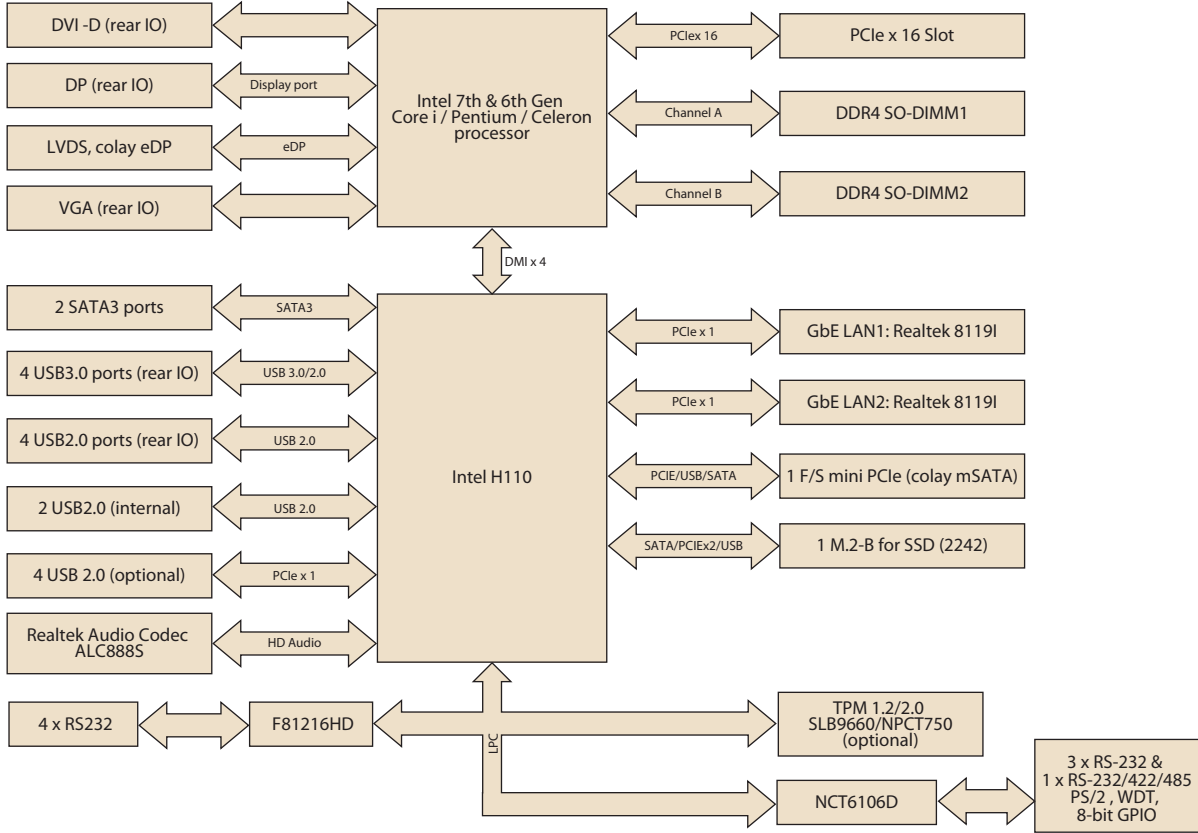 DVI -D (rear IO)
PCIex 16
PCIe x 16 Slot
DP (rear IO)
Display port
Intel 7th & 6th Gen
Core i / Pentium / Celeron
processor
Channel A
DDR4 SO-DIMM1
LVDS, colay eDP
eDP
VGA (rear IO)
Channel B
DDR4 SO-DIMM2
DMI x 4
2 SATA3 ports
SATA3
PCIe x 1
GbE LAN1: Realtek 8119I
4 USB3.0 ports (rear IO)
USB 3.0/2.0
PCIe x 1
GbE LAN2: Realtek 8119I
4 USB2.0 ports (rear IO)
USB 2.0
Intel H110
PCIE/USB/SATA
1 F/S mini PCIe (colay mSATA)
2 USB2.0 (internal)
USB 2.0
SATA/PCIEx2/USB
1 M.2-B for SSD (2242)
4 USB 2.0 (optional)
PCIe x 1
Realtek Audio Codec
ALC888S
HD Audio
4 x RS232
F81216HD
LPC
TPM 1.2/2.0
SLB9660/NPCT750
(optional)
NCT6106D
3 x RS-232 &
1 x RS-232/422/485
PS/2 , WDT,
8-bit GPIO